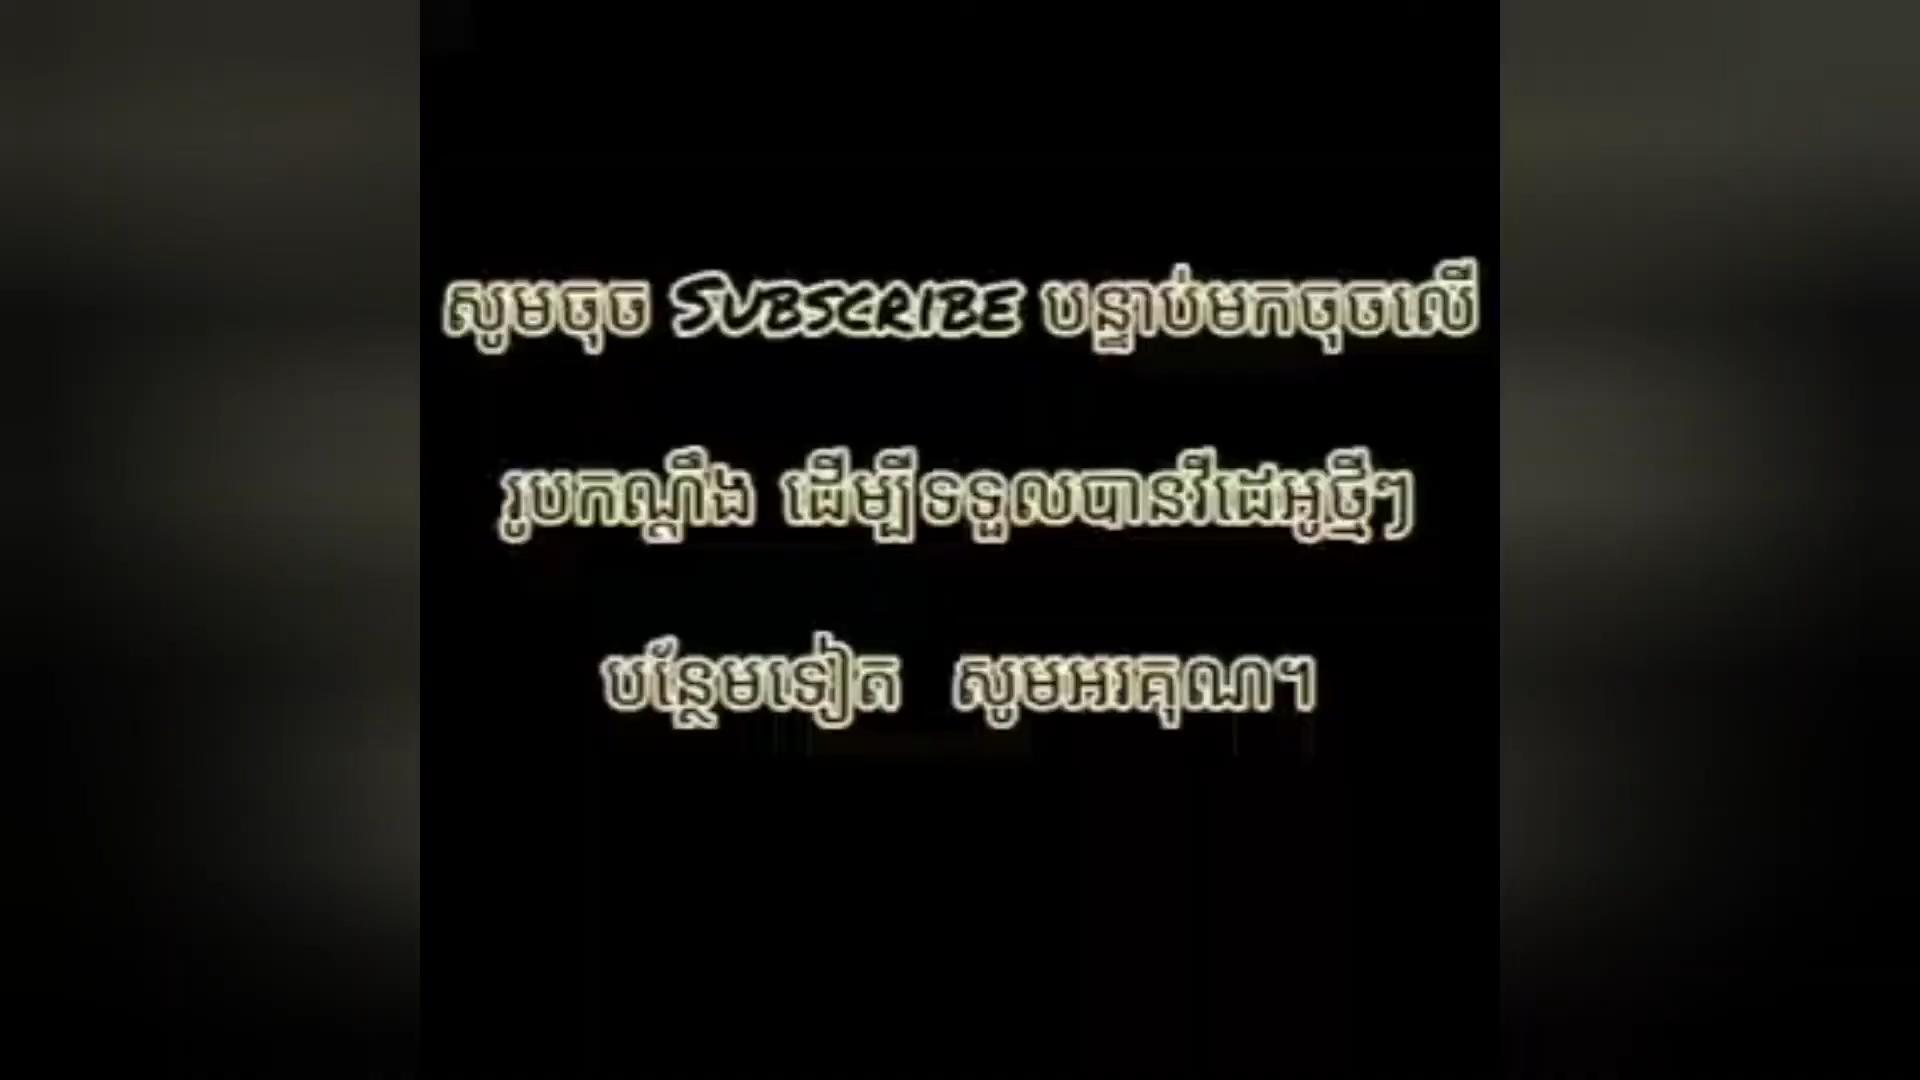 សូមចុច SUBSCRIBE បន្ទាប់មកចុចលើ
រូបកណ្ដឹង ដើម្បីទទួលបានវីដេអូថ្មីៗ
បន្ថែមទៀត សូមអរគុណ។